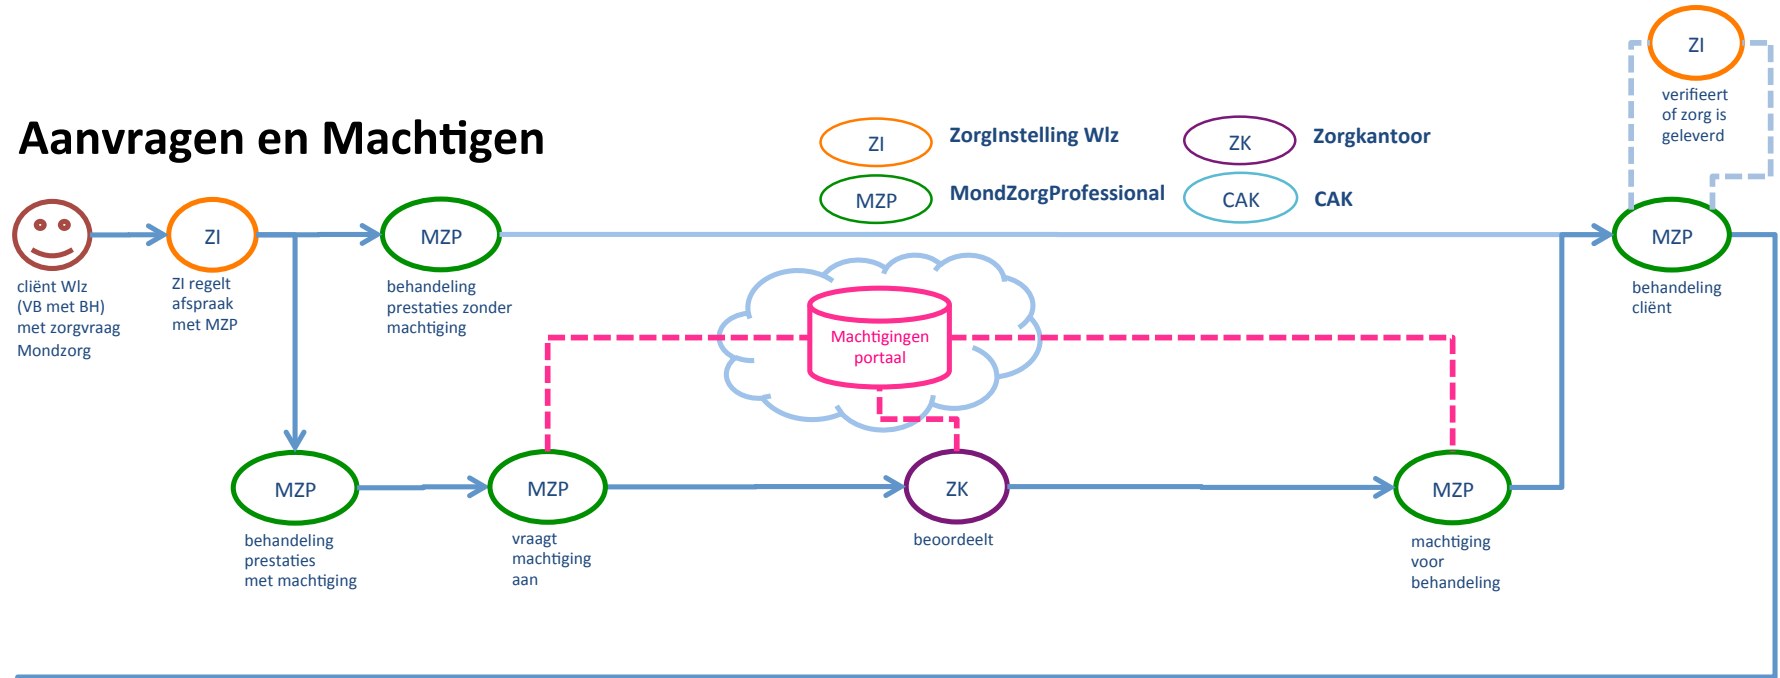 ZI
verifieert
of zorg is
geleverd
Aanvragen en Machtigen
ZI
ZorgInstelling Wlz
ZK
Zorgkantoor
MZP
MondZorgProfessional
CAK
CAK
cliënt Wlz
(VB met BH)
met zorgvraag
Mondzorg
ZI
ZI regelt
afspraak
met MZP
MZP
behandeling
prestaties zonder
machtiging
MZP
behandeling
cliënt
Machtigingen
portaal
MZP
behandeling
prestaties
met machtiging
MZP
vraagt
machtiging
aan
ZK
beoordeelt
MZP
machtiging
voor
behandeling